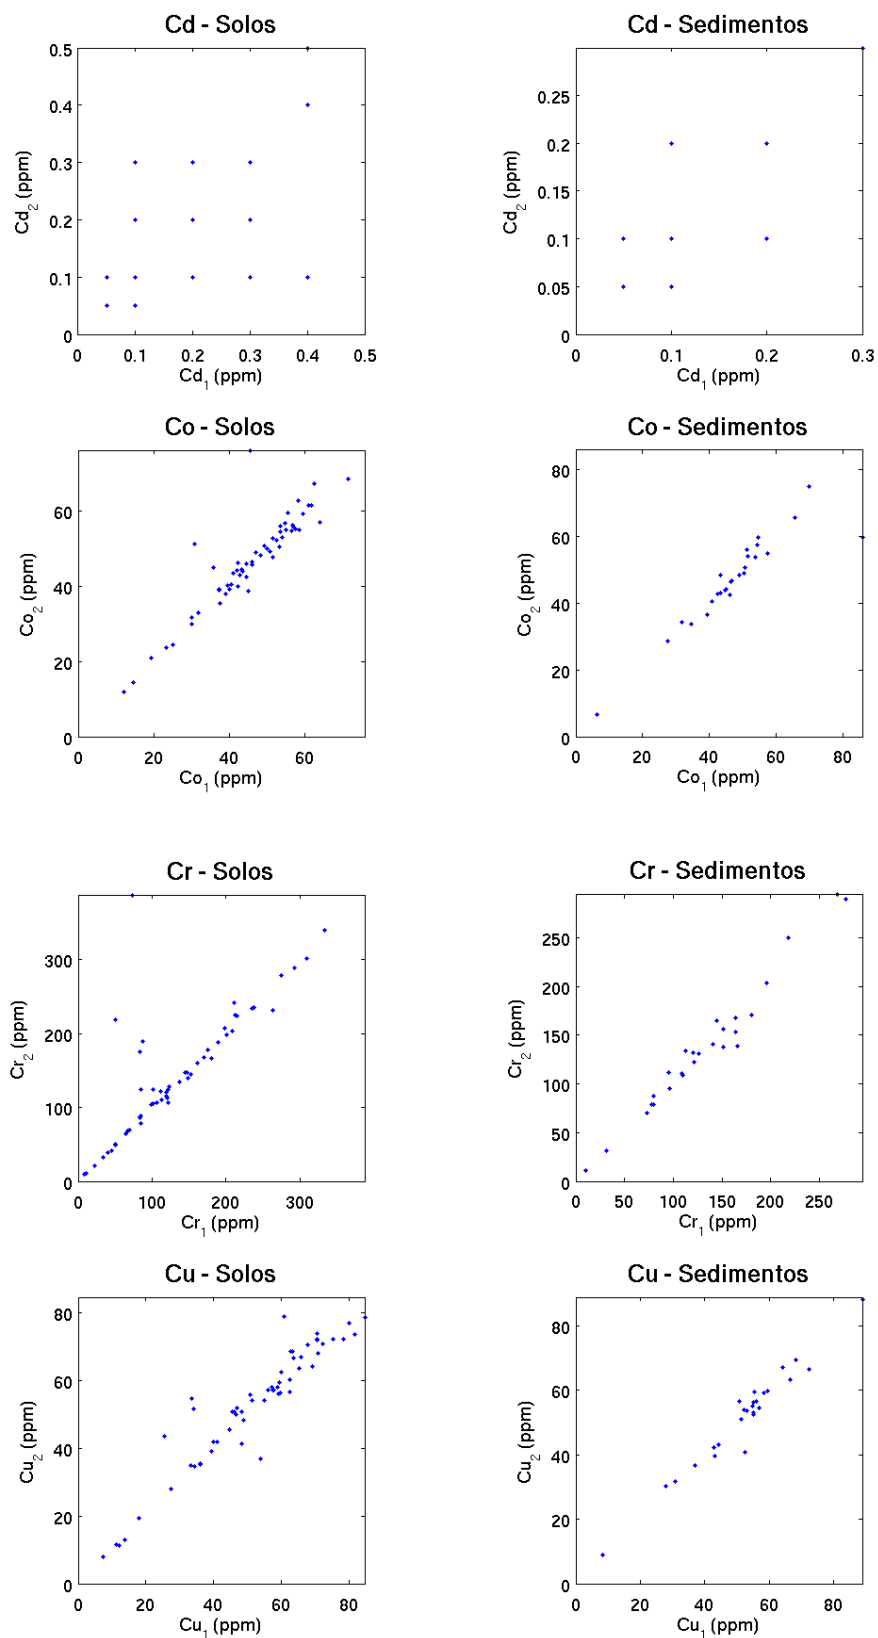 Cd - Solos
0.5
0.4
0.3
0.2
0.1
0
Cd2 (ppm)
0 0.1 0.2 0.3 0.4 0.5
Cd1 (ppm)
Cd - Sedimentos
0.25
0.2
0.15
0.1
0.05
0
Cd2 (ppm)
0 0.1 0.2 0.3
Cd1 (ppm)
Co - Solos
60
40
20
0
Co2 (ppm)
0 20 40 60
Co1 (ppm)
Co - Sedimentos
80
60
40
20
0
Co2 (ppm)
0 20 40 60 80
Co1 (ppm)
Cr - Solos
300
200
100
0
Cr2 (ppm)
0 100 200 300
Cr1 (ppm)
Cr - Sedimentos
250
200
150
100
50
0
Cr2 (ppm)
0 50 100 150 200 250
Cr1 (ppm)
Cu - Solos
80
60
40
20
0
Cu2 (ppm)
0 20 40 60 80
Cu1 (ppm)
Cu - Sedimentos
80
60
40
20
0
Cu2 (ppm)
0 20 40 60 80
Cu1 (ppm)